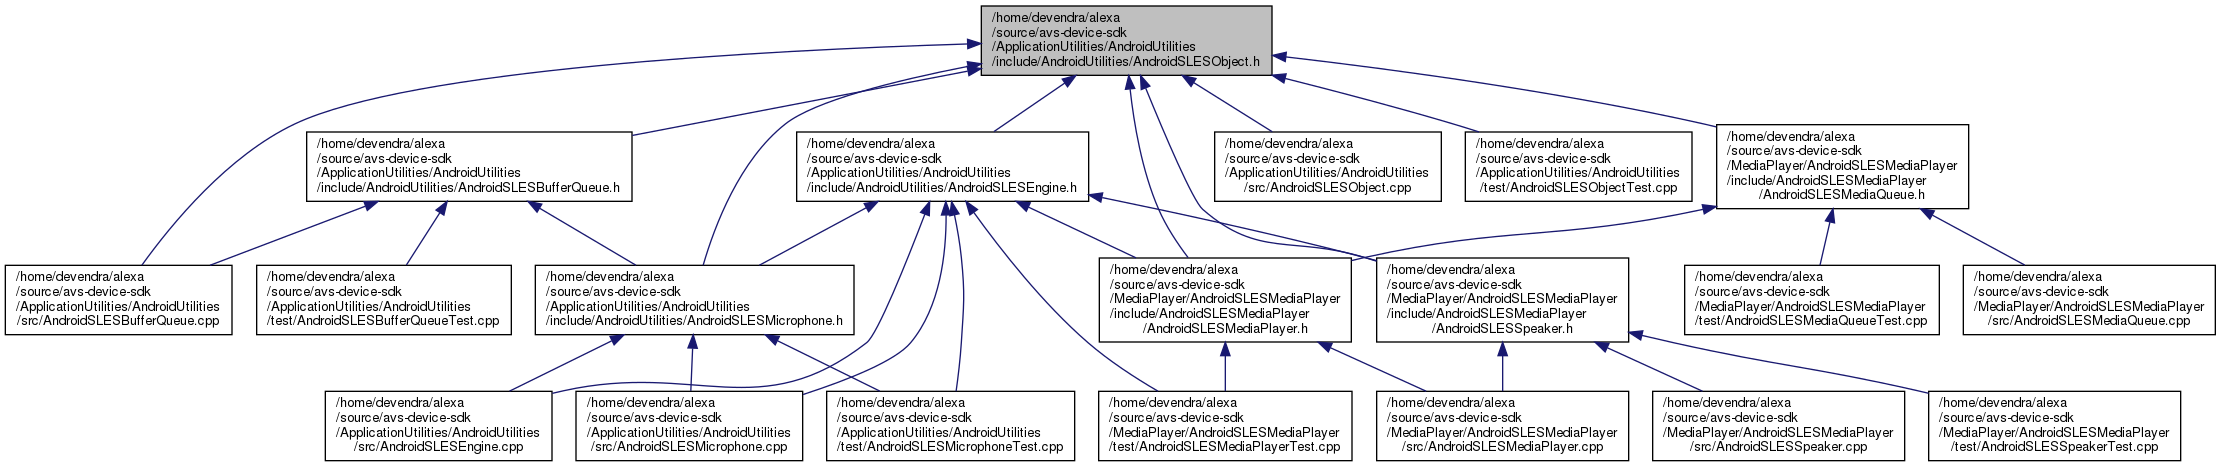 /home/devendra/alexa
/source/avs-device-sdk
/ApplicationUtilities/AndroidUtilities
/include/AndroidUtilities/AndroidSLESObject.h
/home/devendra/alexa
/source/avs-device-sdk
/ApplicationUtilities/AndroidUtilities
/include/AndroidUtilities/AndroidSLESBufferQueue.h
/home/devendra/alexa
/source/avs-device-sdk
/ApplicationUtilities/AndroidUtilities
/include/AndroidUtilities/AndroidSLESEngine.h
/home/devendra/alexa
/source/avs-device-sdk
/ApplicationUtilities/AndroidUtilities
/src/AndroidSLESObject.cpp
/home/devendra/alexa
/source/avs-device-sdk
/ApplicationUtilities/AndroidUtilities
/test/AndroidSLESObjectTest.cpp
/home/devendra/alexa
/source/avs-device-sdk
/MediaPlayer/AndroidSLESMediaPlayer
/include/AndroidSLESMediaPlayer
/AndroidSLESMediaQueue.h
/home/devendra/alexa
/source/avs-device-sdk
/ApplicationUtilities/AndroidUtilities
/src/AndroidSLESBufferQueue.cpp
/home/devendra/alexa
/source/avs-device-sdk
/ApplicationUtilities/AndroidUtilities
/test/AndroidSLESBufferQueueTest.cpp
/home/devendra/alexa
/source/avs-device-sdk
/ApplicationUtilities/AndroidUtilities
/include/AndroidUtilities/AndroidSLESMicrophone.h
/home/devendra/alexa
/source/avs-device-sdk
/MediaPlayer/AndroidSLESMediaPlayer
/include/AndroidSLESMediaPlayer
/AndroidSLESMediaPlayer.h
/home/devendra/alexa
/source/avs-device-sdk
/MediaPlayer/AndroidSLESMediaPlayer
/include/AndroidSLESMediaPlayer
/AndroidSLESSpeaker.h
/home/devendra/alexa
/source/avs-device-sdk
/MediaPlayer/AndroidSLESMediaPlayer
/test/AndroidSLESMediaQueueTest.cpp
/home/devendra/alexa
/source/avs-device-sdk
/MediaPlayer/AndroidSLESMediaPlayer
/src/AndroidSLESMediaQueue.cpp
/home/devendra/alexa
/source/avs-device-sdk
/ApplicationUtilities/AndroidUtilities
/src/AndroidSLESEngine.cpp
/home/devendra/alexa
/source/avs-device-sdk
/ApplicationUtilities/AndroidUtilities
/src/AndroidSLESMicrophone.cpp
/home/devendra/alexa
/source/avs-device-sdk
/ApplicationUtilities/AndroidUtilities
/test/AndroidSLESMicrophoneTest.cpp
/home/devendra/alexa
/source/avs-device-sdk
/MediaPlayer/AndroidSLESMediaPlayer
/test/AndroidSLESMediaPlayerTest.cpp
/home/devendra/alexa
/source/avs-device-sdk
/MediaPlayer/AndroidSLESMediaPlayer
/src/AndroidSLESMediaPlayer.cpp
/home/devendra/alexa
/source/avs-device-sdk
/MediaPlayer/AndroidSLESMediaPlayer
/src/AndroidSLESSpeaker.cpp
/home/devendra/alexa
/source/avs-device-sdk
/MediaPlayer/AndroidSLESMediaPlayer
/test/AndroidSLESSpeakerTest.cpp